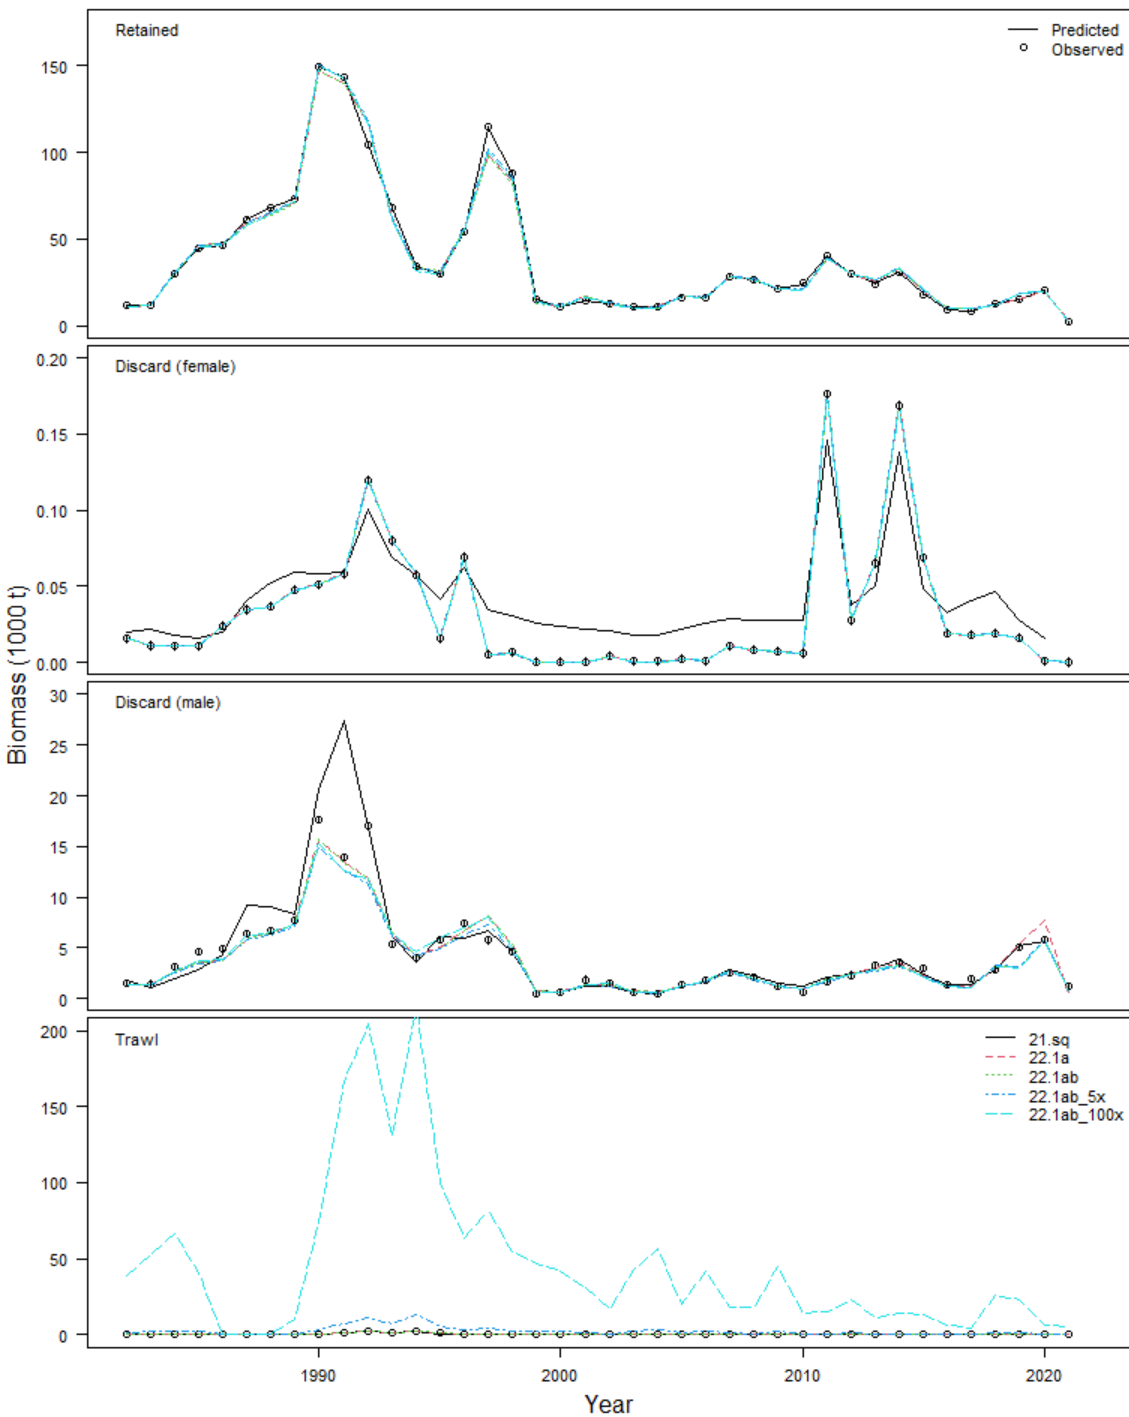 Retained
Predicted
Observed
150
100
50
0
Discard (female)
0.20
0.15
0.10
0.05
0.00
Discard (male)
30
25
20
15
10
5
0
Trawl
21.sq
22.1a
22.1ab
22.1ab_5x
22.1ab_100x
200
150
100
50
0
Biomass (1000 t)
1990
2000
2010
2020
Year